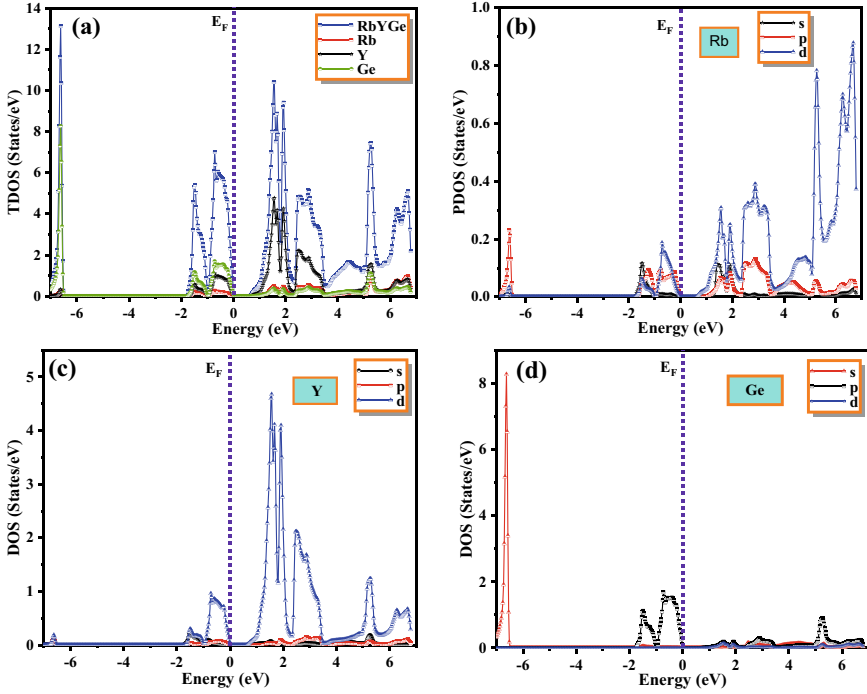 (a)
E_F
RbYGe
Rb
Y
Ge
14
12
10
8
6
4
2
0
TDOS (States/eV)
-6 -4 -2 0 2 4 6
Energy (eV)
(b)
E_F
Rb
s
p
d
1.0
0.8
0.6
0.4
0.2
0.0
PDOS (States/eV)
-6 -4 -2 0 2 4 6
Energy (eV)
(c)
E_F
Y
s
p
d
5
4
3
2
1
0
DOS (States/eV)
-6 -4 -2 0 2 4 6
Energy (eV)
(d)
E_F
Ge
s
p
d
8
6
4
2
0
DOS (States/eV)
-6 -4 -2 0 2 4 6
Energy (eV)